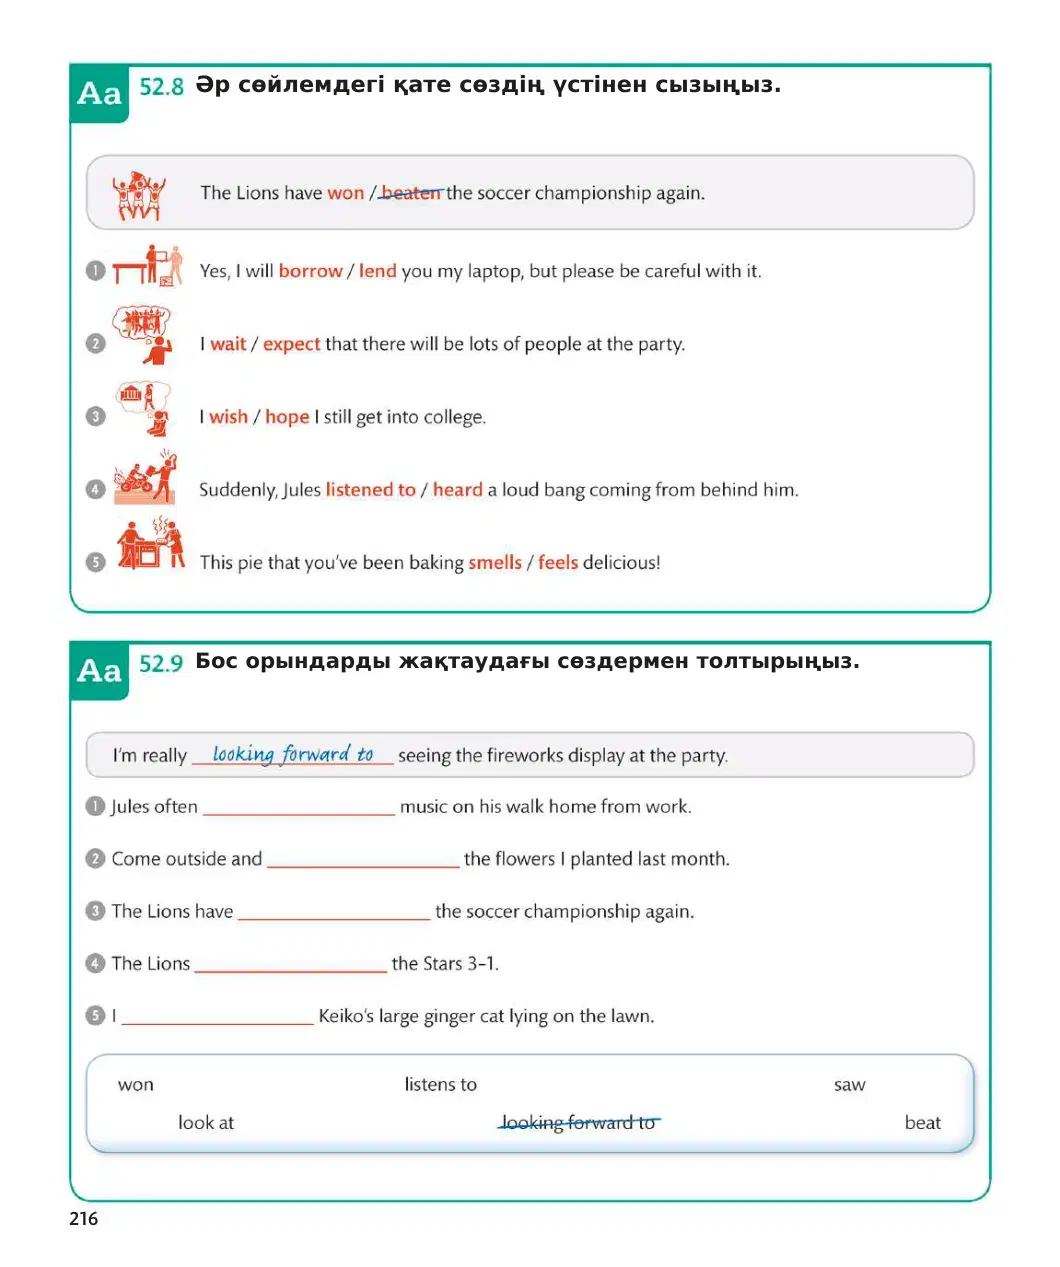 Aa 52.8 Әр сөйлемдегі қате сөздің үстінен сызыңыз.
The Lions have won / beaten the soccer championship again.
1 Yes, I will borrow / lend you my laptop, but please be careful with it.
2 I wait / expect that there will be lots of people at the party.
3 I wish / hope I still get into college.
4 Suddenly, Jules listened to / heard a loud bang coming from behind him.
5 This pie that you've been baking smells / feels delicious!
Aa 52.9 Бос орындарды жақтаудағы сөздермен толтырыңыз.
I'm really looking forward to seeing the fireworks display at the party.
1 Jules often music on his walk home from work.
2 Come outside and the flowers I planted last month.
3 The Lions have the soccer championship again.
4 The Lions the Stars 3–1.
5 I Keiko's large ginger cat lying on the lawn.
won listens to saw
look at looking forward to beat
216